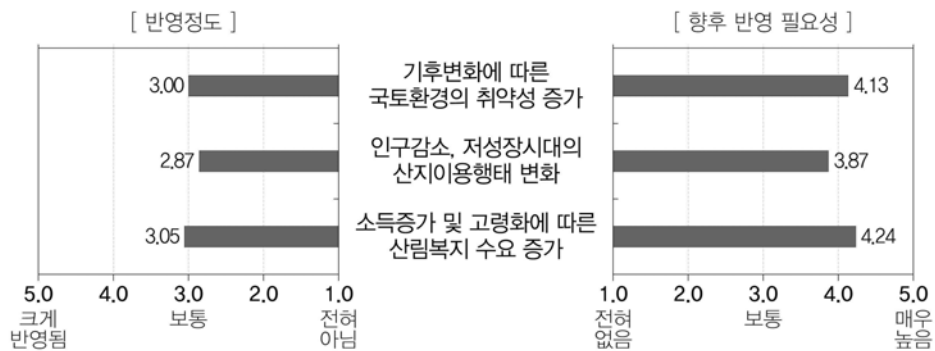 [ 반영정도 ]
[ 향후 반영 필요성 ]
3.00
기후변화에 따른
국토환경의 취약성 증가
4.13
2.87
인구감소, 저성장시대의
산지이용행태 변화
3.87
3.05
소득증가 및 고령화에 따른
산림복지 수요 증가
4.24
5.0 4.0 3.0 2.0 1.0
크게
반영됨
보통
전혀
아님
1.0 2.0 3.0 4.0 5.0
전혀
없음
보통
매우
높음